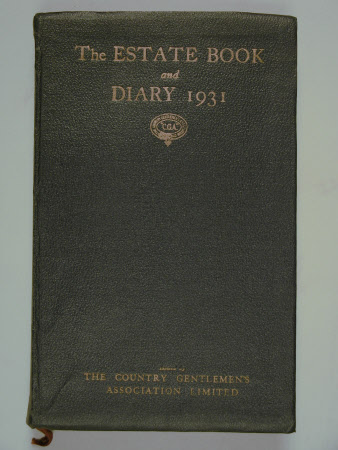 The ESTATE BOOK
and
DIARY 1931
CGA
THE COUNTRY GENTLEMEN'S
ASSOCIATION LIMITED